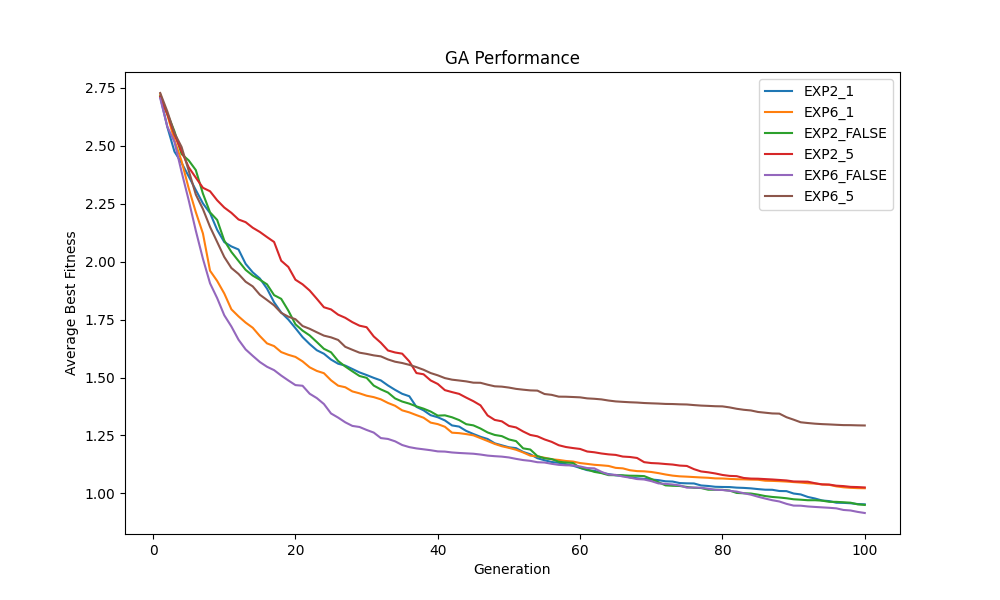 GA Performance
EXP2_1
EXP6_1
EXP2_FALSE
EXP2_5
EXP6_FALSE
EXP6_5
Average Best Fitness
2.75
2.50
2.25
2.00
1.75
1.50
1.25
1.00
0 20 40 60 80 100
Generation